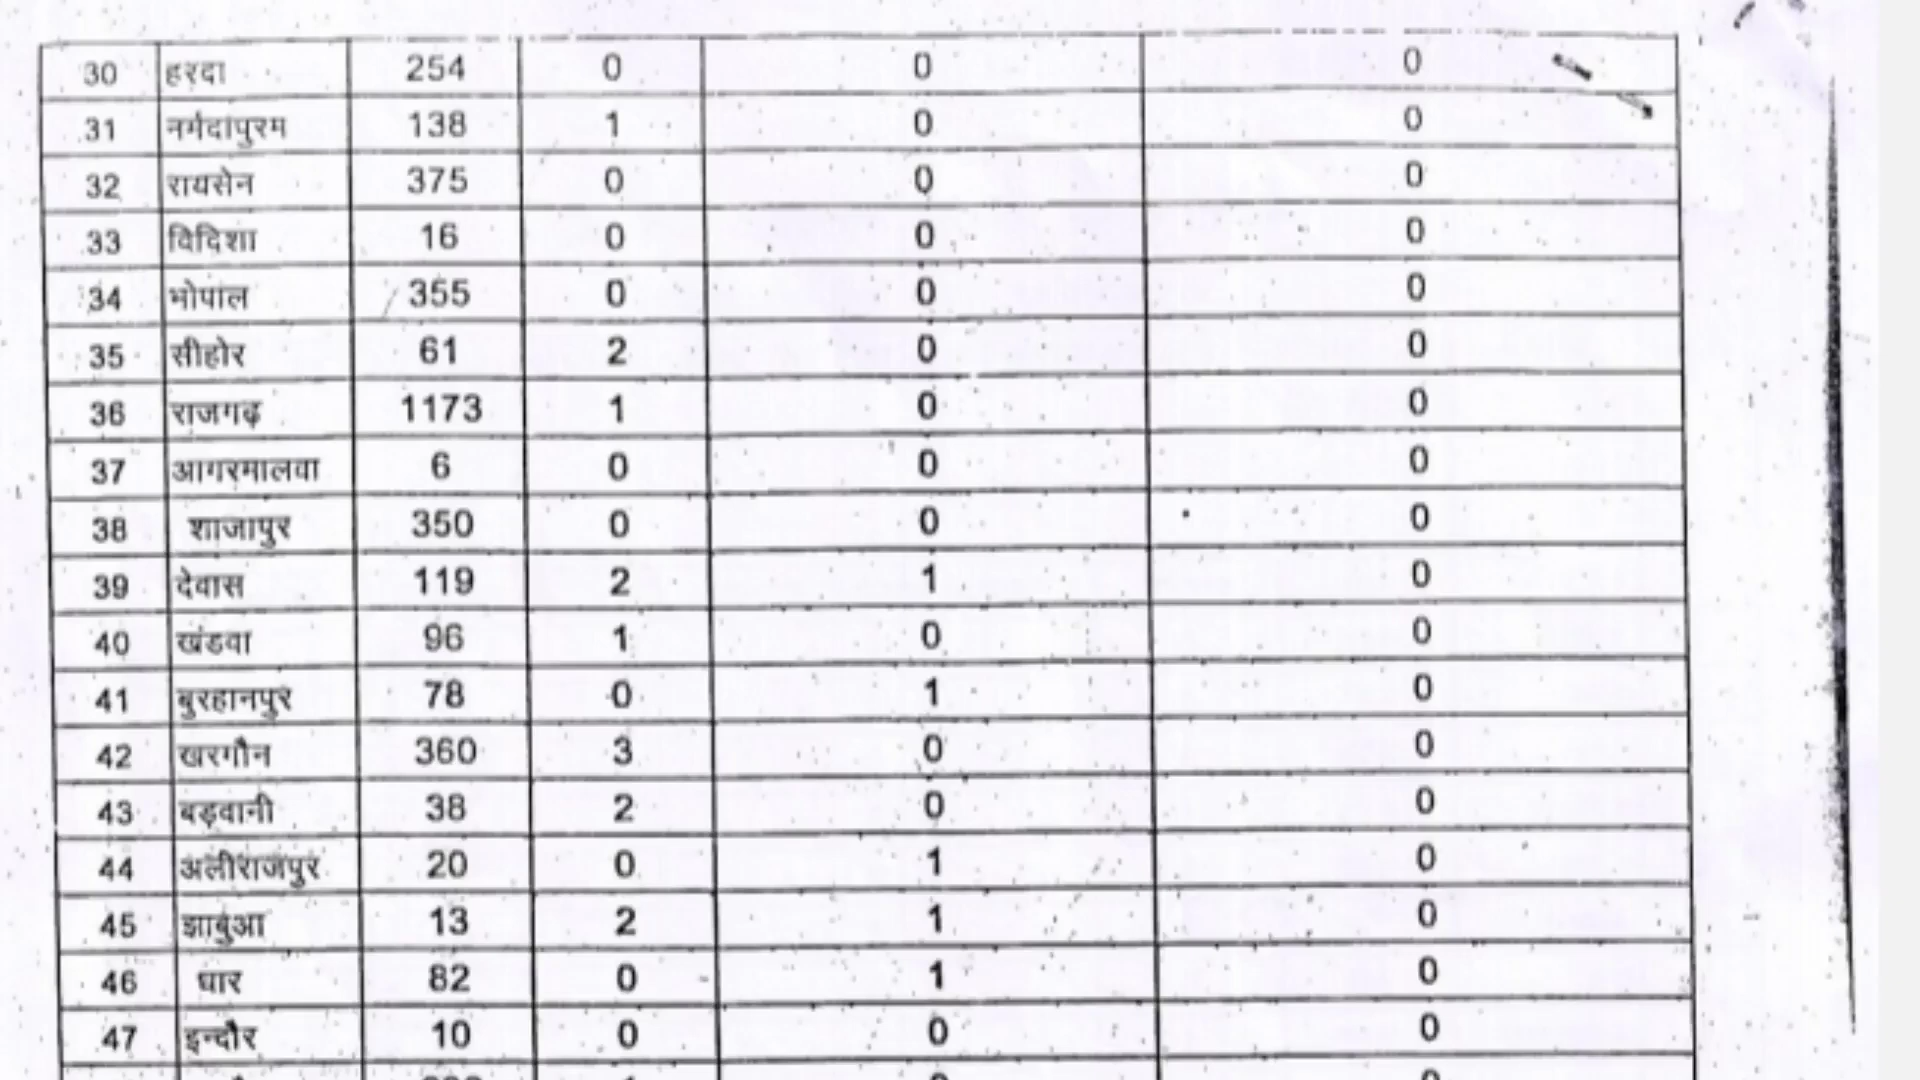 30 हरदा 254 0 0 0
31 नर्मदापुरम 138 1 0 0
32 रायसेन 375 0 0 0
33 विदिशा 16 0 0 0
34 भोपाल 355 0 0 0
35 सीहोर 61 2 0 0
36 राजगढ़ 1173 1 0 0
37 आगरमालवा 6 0 0 0
38 शाजापुर 350 0 0 0
39 देवास 119 2 1 0
40 खंडवा 96 1 0 0
41 बुरहानपुर 78 0 1 0
42 खरगौन 360 3 0 0
43 बड़वानी 38 2 0 0
44 अलीराजपुर 20 0 1 0
45 झाबुआ 13 2 1 0
46 धार 82 0 1 0
47 इन्दौर 10 0 0 0